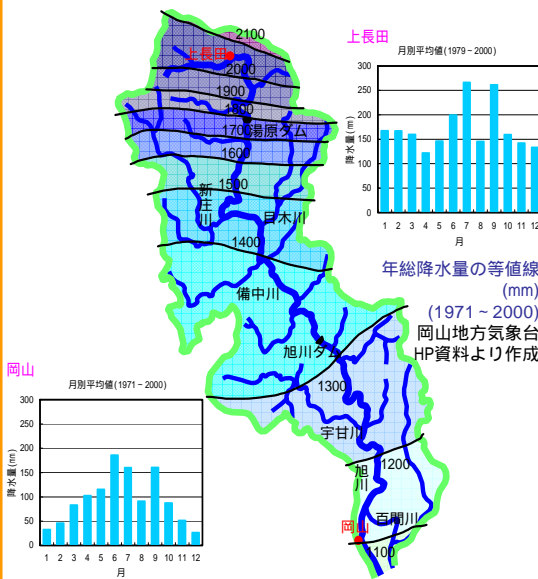 上長田
月別平均値(1979～2000)
降水量(㎜)
300
250
200
150
100
50
0
1 2 3 4 5 6 7 8 9 10 11 12
月
2100
上長田
2000
1900
1800
170
湯原ダム
1600
1500
新庄川
目木川
1400
備中川
旭川ダム
1300
宇甘川
1200
旭川
百間川
岡山
1100
年総降水量の等値線
(mm)
(1971～2000)
岡山地方気象台
HP資料より作成
岡山
月別平均値(1971～2000)
降水量(㎜)
300
250
200
150
100
50
0
1 2 3 4 5 6 7 8 9 10 11 12
月